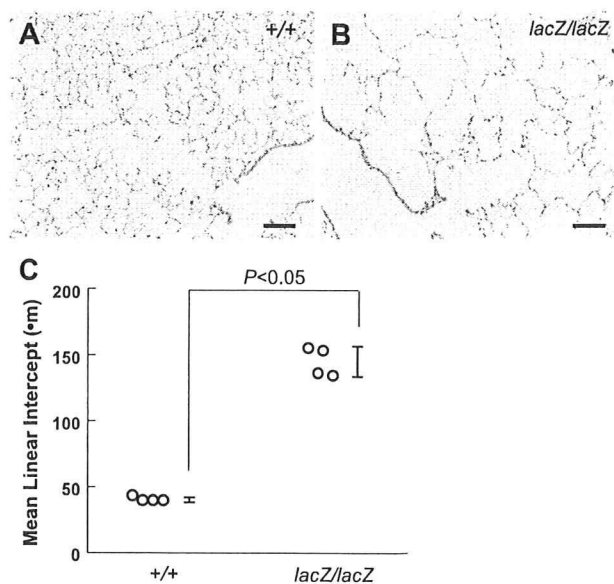 A +/+
B lacZ/lacZ
C
P<0.05
Mean Linear Intercept (•m)
200
150
100
50
0
+/+ lacZ/lacZ